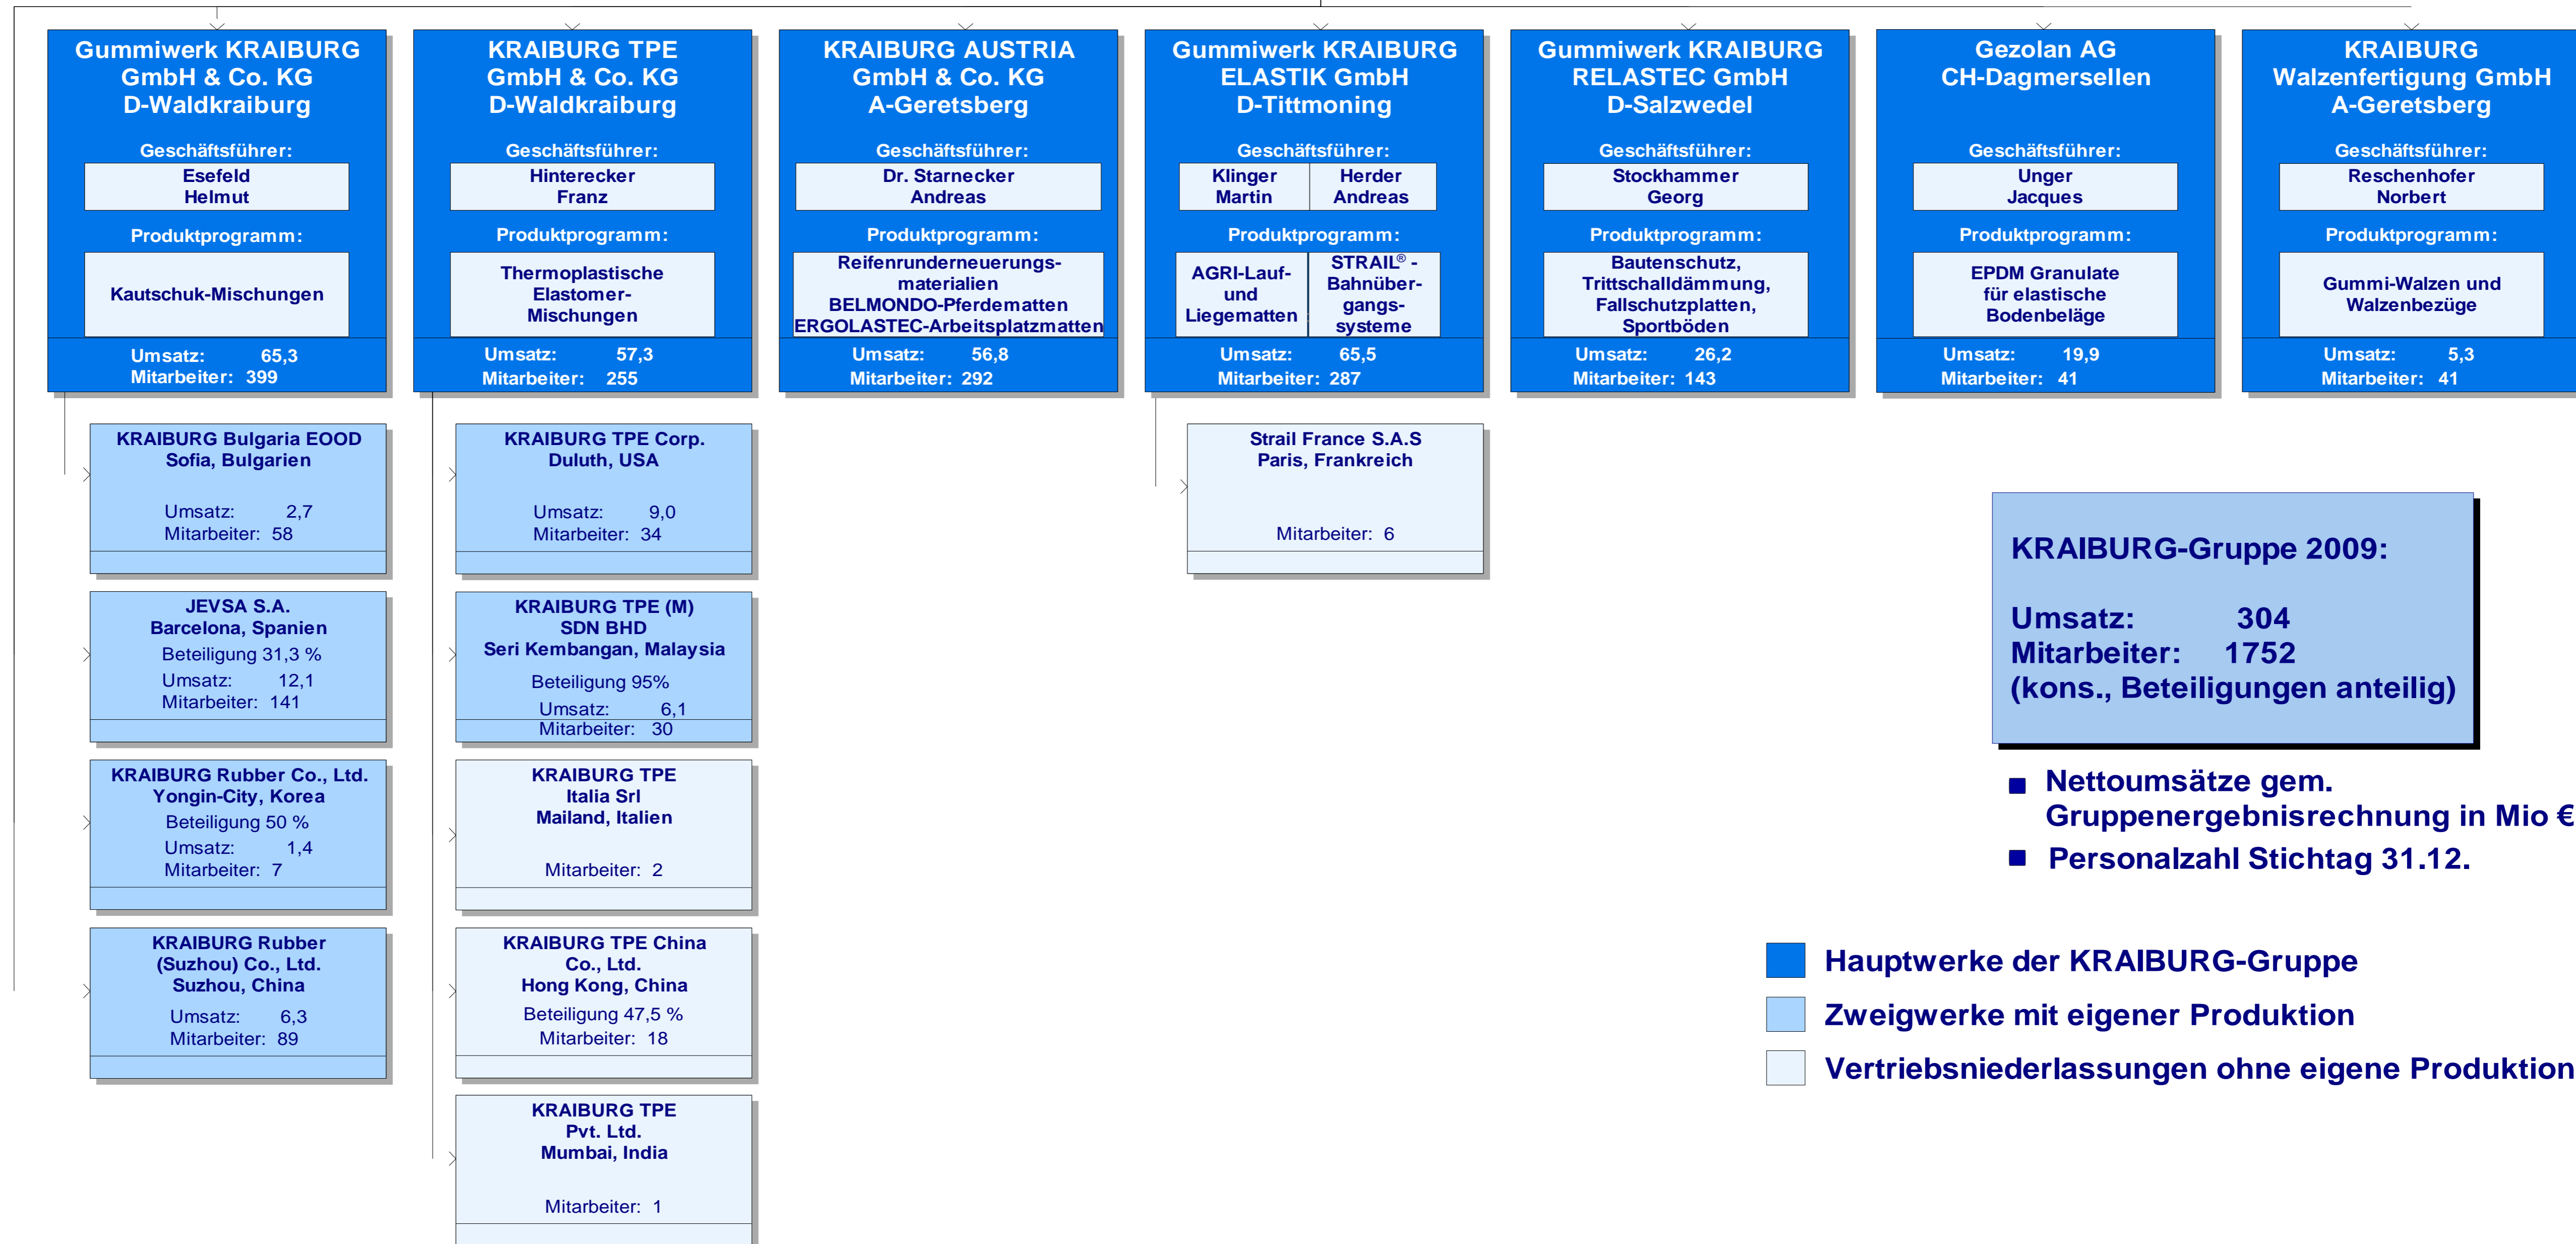 Gummiwerk KRAIBURG
GmbH & Co. KG
D-Waldkraiburg
Geschäftsführer:
Esefeld
Helmut
Produktprogramm:
Kautschuk-Mischungen
Umsatz: 65,3
Mitarbeiter: 399
KRAIBURG TPE
GmbH & Co. KG
D-Waldkraiburg
Geschäftsführer:
Hinterecker
Franz
Produktprogramm:
Thermoplastische
Elastomer-
Mischungen
Umsatz: 57,3
Mitarbeiter: 255
KRAIBURG AUSTRIA
GmbH & Co. KG
A-Geretsberg
Geschäftsführer:
Dr. Starnecker
Andreas
Produktprogramm:
Reifenrunderneuerungs-
materialien
BELMONDO-Pferdematten
ERGOLASTEC-Arbeitsplatzmatten
Umsatz: 56,8
Mitarbeiter: 292
Gummiwerk KRAIBURG
ELASTIK GmbH
D-Tittmoning
Geschäftsführer:
Klinger
Martin
Herder
Andreas
Produktprogramm:
AGRI-Lauf-
und
Liegematten
STRAIL® -
Bahnüber-
gangs-
systeme
Umsatz: 65,5
Mitarbeiter: 287
Gummiwerk KRAIBURG
RELASTEC GmbH
D-Salzwedel
Geschäftsführer:
Stockhammer
Georg
Produktprogramm:
Bautenschutz,
Trittschalldämmung,
Fallschutzplatten,
Sportböden
Umsatz: 26,2
Mitarbeiter: 143
Gezolan AG
CH-Dagmersellen
Geschäftsführer:
Unger
Jacques
Produktprogramm:
EPDM Granulate
für elastische
Bodenbeläge
Umsatz: 19,9
Mitarbeiter: 41
KRAIBURG
Walzenfertigung GmbH
A-Geretsberg
Geschäftsführer:
Reschenhofer
Norbert
Produktprogramm:
Gummi-Walzen und
Walzenbezüge
Umsatz: 5,3
Mitarbeiter: 41
KRAIBURG Bulgaria EOOD
Sofia, Bulgarien
Umsatz: 2,7
Mitarbeiter: 58
JEVSA S.A.
Barcelona, Spanien
Beteiligung 31,3 %
Umsatz: 12,1
Mitarbeiter: 141
KRAIBURG Rubber Co., Ltd.
Yongin-City, Korea
Beteiligung 50 %
Umsatz: 1,4
Mitarbeiter: 7
KRAIBURG Rubber
(Suzhou) Co., Ltd.
Suzhou, China
Umsatz: 6,3
Mitarbeiter: 89
KRAIBURG TPE Corp.
Duluth, USA
Umsatz: 9,0
Mitarbeiter: 34
KRAIBURG TPE (M)
SDN BHD
Seri Kembangan, Malaysia
Beteiligung 95%
Umsatz: 6,1
Mitarbeiter: 30
KRAIBURG TPE
Italia Srl
Mailand, Italien
Mitarbeiter: 2
KRAIBURG TPE China
Co., Ltd.
Hong Kong, China
Beteiligung 47,5 %
Mitarbeiter: 18
KRAIBURG TPE
Pvt. Ltd.
Mumbai, India
Mitarbeiter: 1
Strail France S.A.S
Paris, Frankreich
Mitarbeiter: 6
KRAIBURG-Gruppe 2009:
Umsatz: 304
Mitarbeiter: 1752
(kons., Beteiligungen anteilig)
Nettoumsätze gem.
Gruppenergebnisrechnung in Mio €
Personalzahl Stichtag 31.12.
Hauptwerke der KRAIBURG-Gruppe
Zweigwerke mit eigener Produktion
Vertriebsniederlassungen ohne eigene Produktion